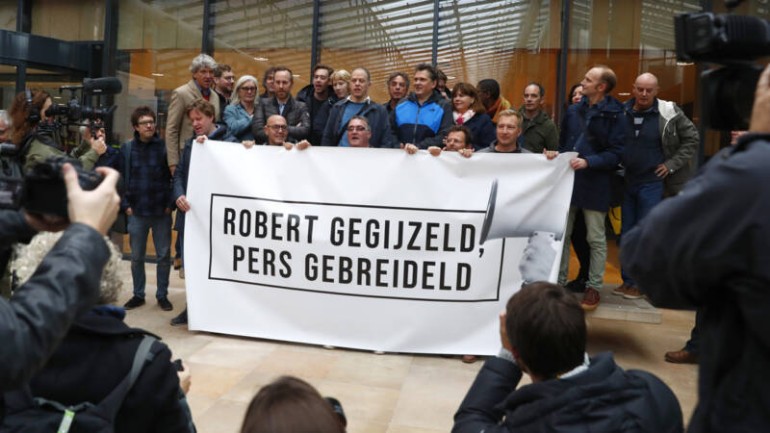 ROBERT GEGIJZELD,
PERS GEBREIDELD